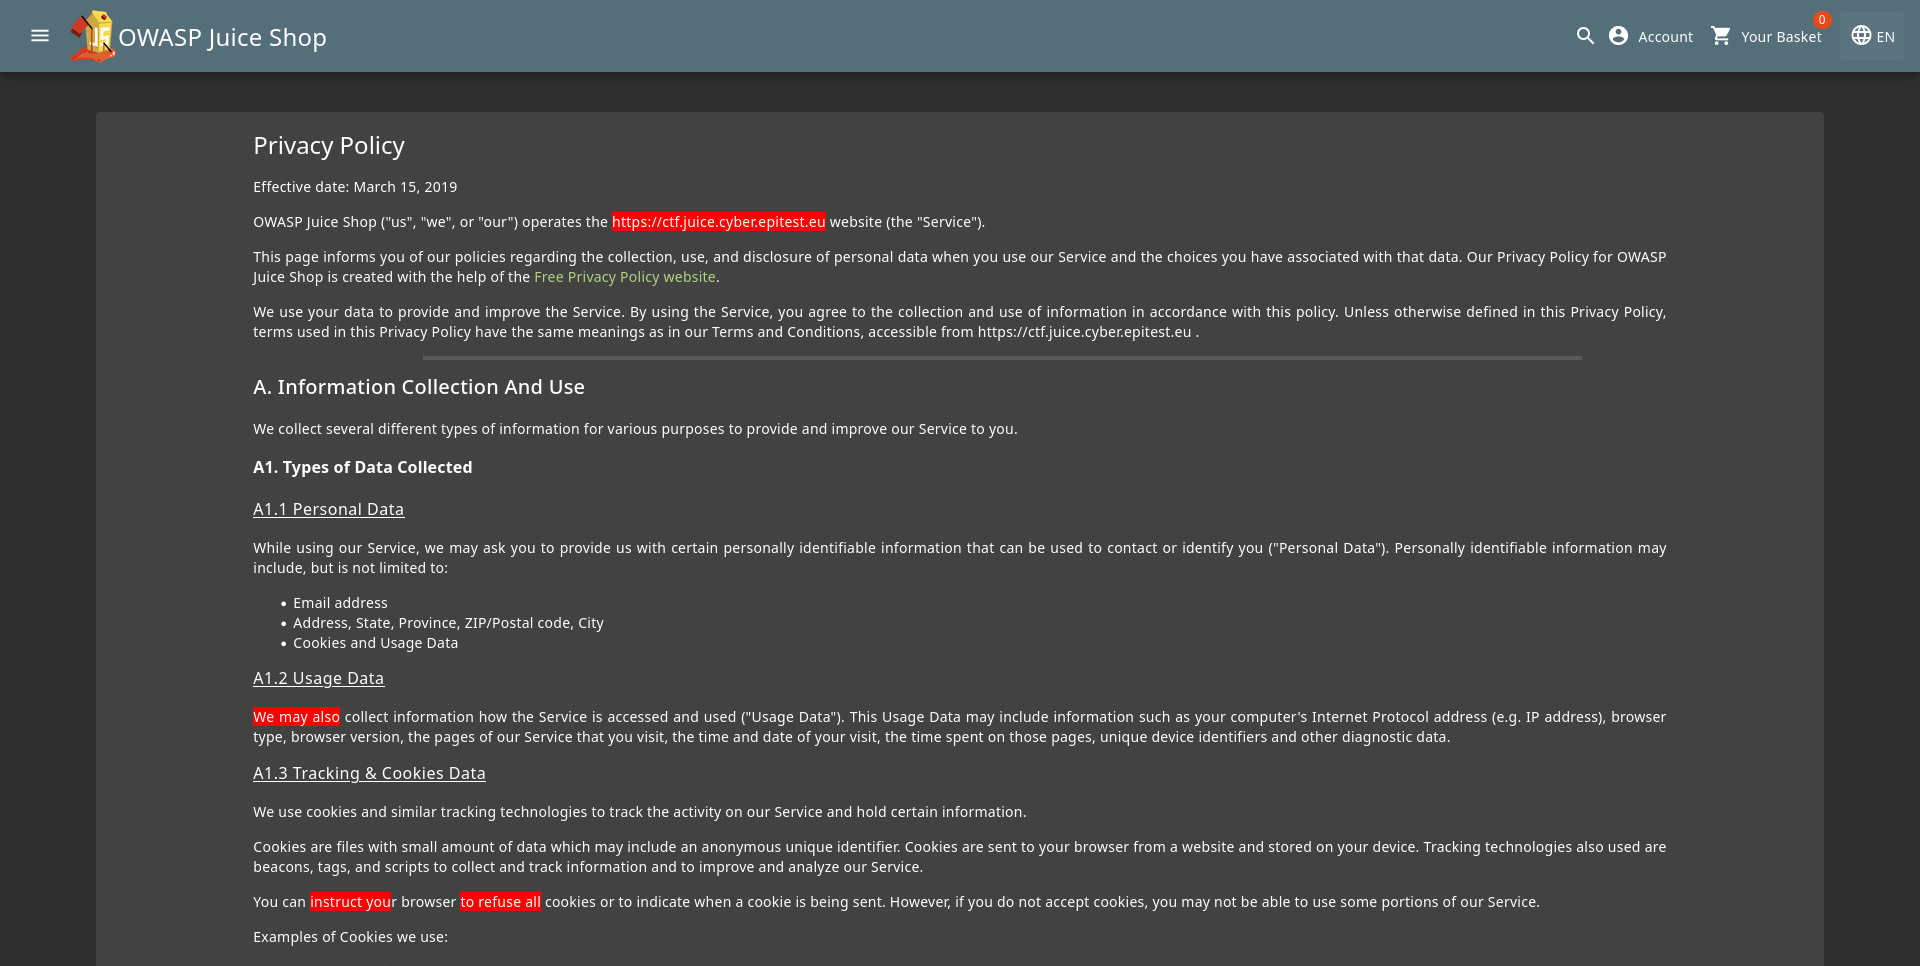 OWASP Juice Shop
Account
Your Basket
0
EN
Privacy Policy
Effective date: March 15, 2019
OWASP Juice Shop ("us", "we", or "our") operates the https://ctf.juice.cyber.epitest.eu website (the "Service").
This page informs you of our policies regarding the collection, use, and disclosure of personal data when you use our Service and the choices you have associated with that data. Our Privacy Policy for OWASP
Juice Shop is created with the help of the Free Privacy Policy website.
We use your data to provide and improve the Service. By using the Service, you agree to the collection and use of information in accordance with this policy. Unless otherwise defined in this Privacy Policy,
terms used in this Privacy Policy have the same meanings as in our Terms and Conditions, accessible from https://ctf.juice.cyber.epitest.eu .
A. Information Collection And Use
We collect several different types of information for various purposes to provide and improve our Service to you.
A1. Types of Data Collected
A1.1 Personal Data
While using our Service, we may ask you to provide us with certain personally identifiable information that can be used to contact or identify you ("Personal Data"). Personally identifiable information may
include, but is not limited to:
• Email address
• Address, State, Province, ZIP/Postal code, City
• Cookies and Usage Data
A1.2 Usage Data
We may also collect information how the Service is accessed and used ("Usage Data"). This Usage Data may include information such as your computer's Internet Protocol address (e.g. IP address), browser
type, browser version, the pages of our Service that you visit, the time and date of your visit, the time spent on those pages, unique device identifiers and other diagnostic data.
A1.3 Tracking & Cookies Data
We use cookies and similar tracking technologies to track the activity on our Service and hold certain information.
Cookies are files with small amount of data which may include an anonymous unique identifier. Cookies are sent to your browser from a website and stored on your device. Tracking technologies also used are
beacons, tags, and scripts to collect and track information and to improve and analyze our Service.
You can instruct your browser to refuse all cookies or to indicate when a cookie is being sent. However, if you do not accept cookies, you may not be able to use some portions of our Service.
Examples of Cookies we use: